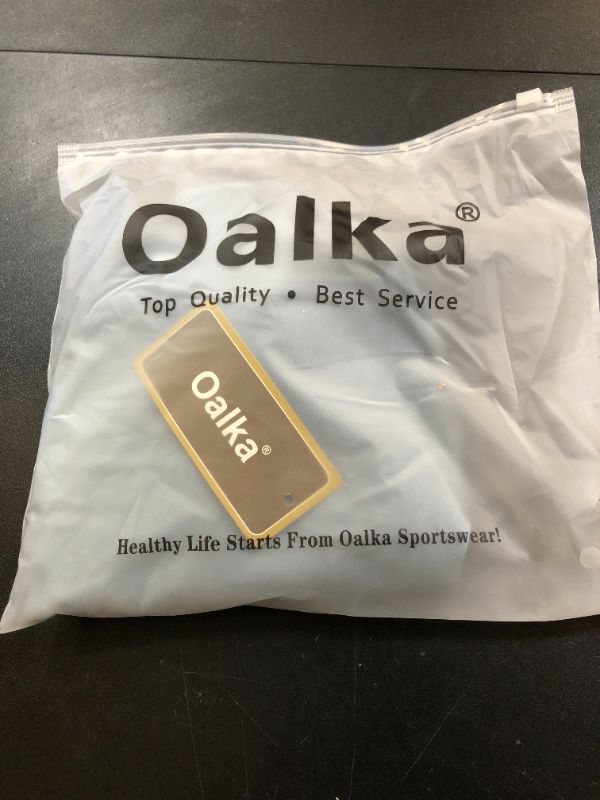 Oalka®
Top Quality • Best Service
Oalka®
Healthy Life Starts From Oalka Sportswear!